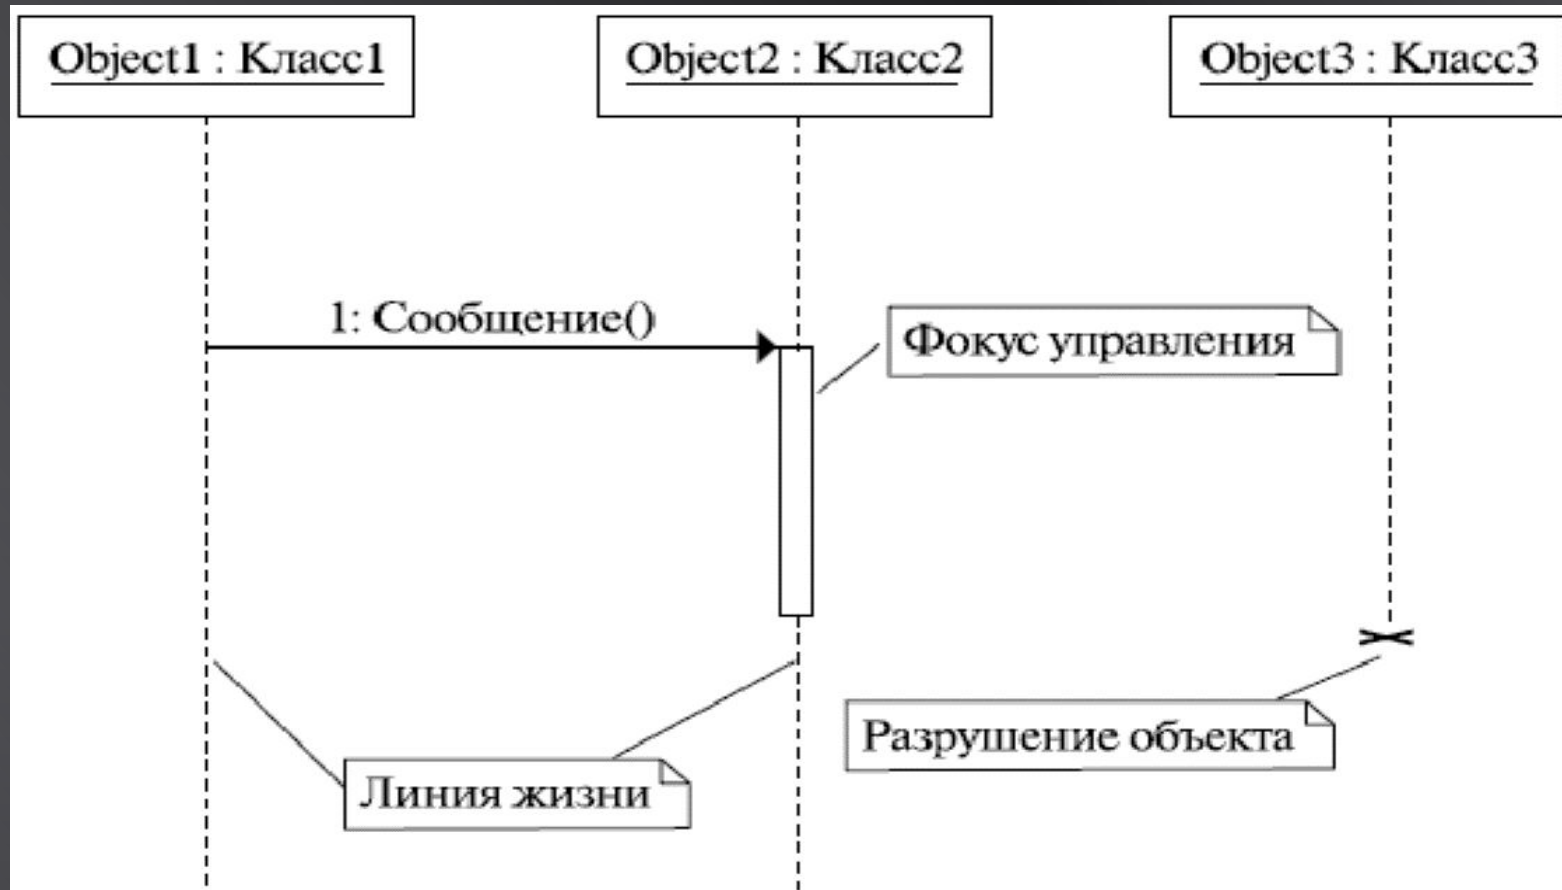 Object1 : Класс1
Object2 : Класс2
Object3 : Класс3
1: Сообщение()
Фокус управления
Разрушение объекта
Линия жизни